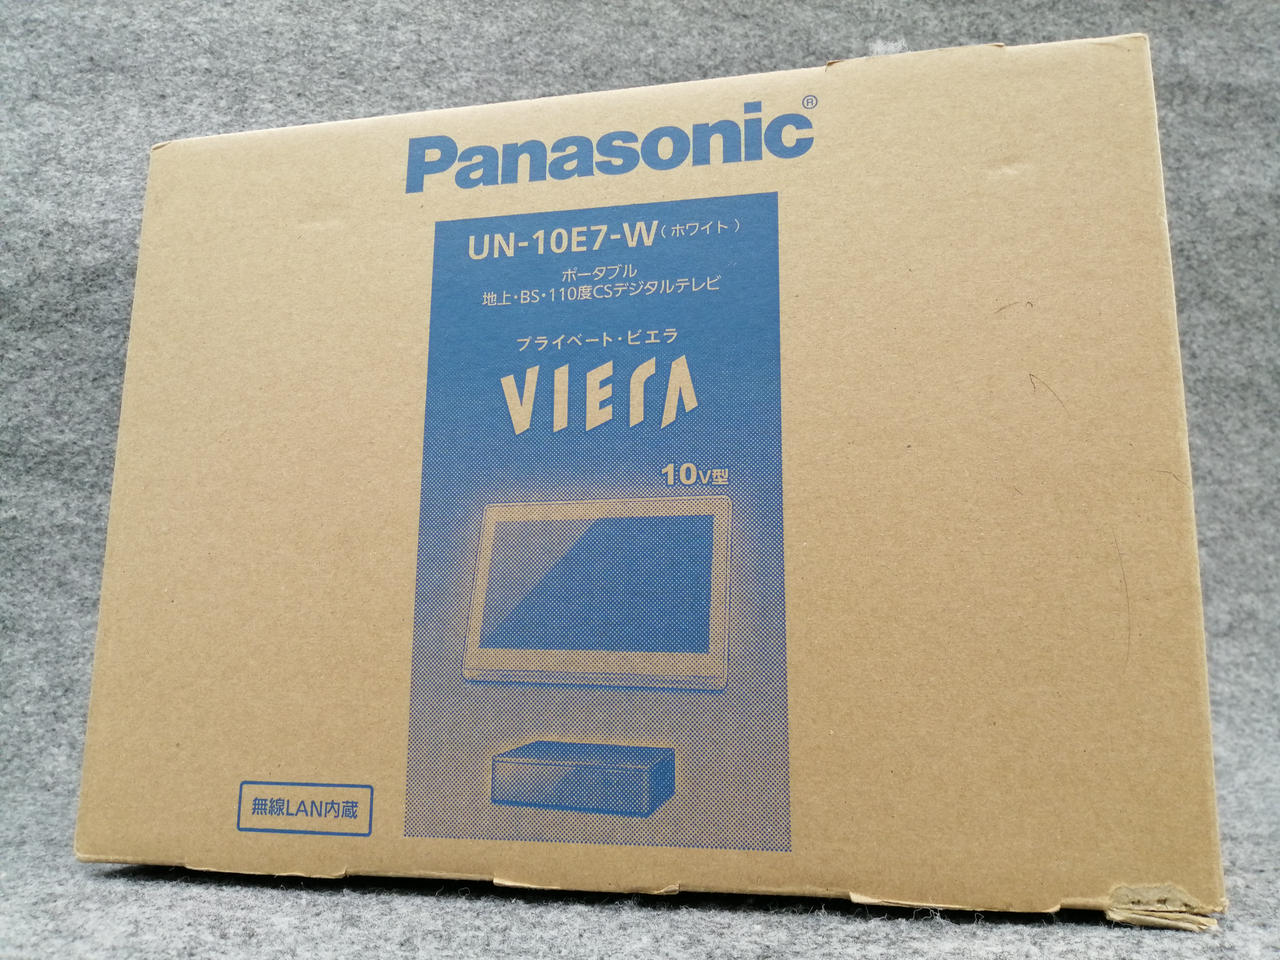 Panasonic®
UN-10E7-W(ホワイト)
ポータブル
地上・BS・110度CSデジタルテレビ
プライベート・ビエラ
VIERA
10V型
無線LAN内蔵